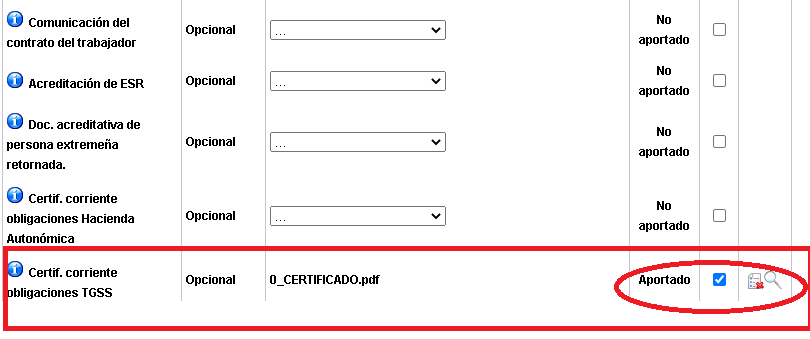 Comunicación del
contrato del trabajador
Opcional
...
No
aportado
Acreditación de ESR
Opcional
...
No
aportado
Doc. acreditativa de
persona extremeña
retornada.
Opcional
...
No
aportado
Certif. corriente
obligaciones Hacienda
Autonómica
Opcional
...
No
aportado
Certif. corriente
obligaciones TGSS
Opcional
0_CERTIFICADO.pdf
Aportado